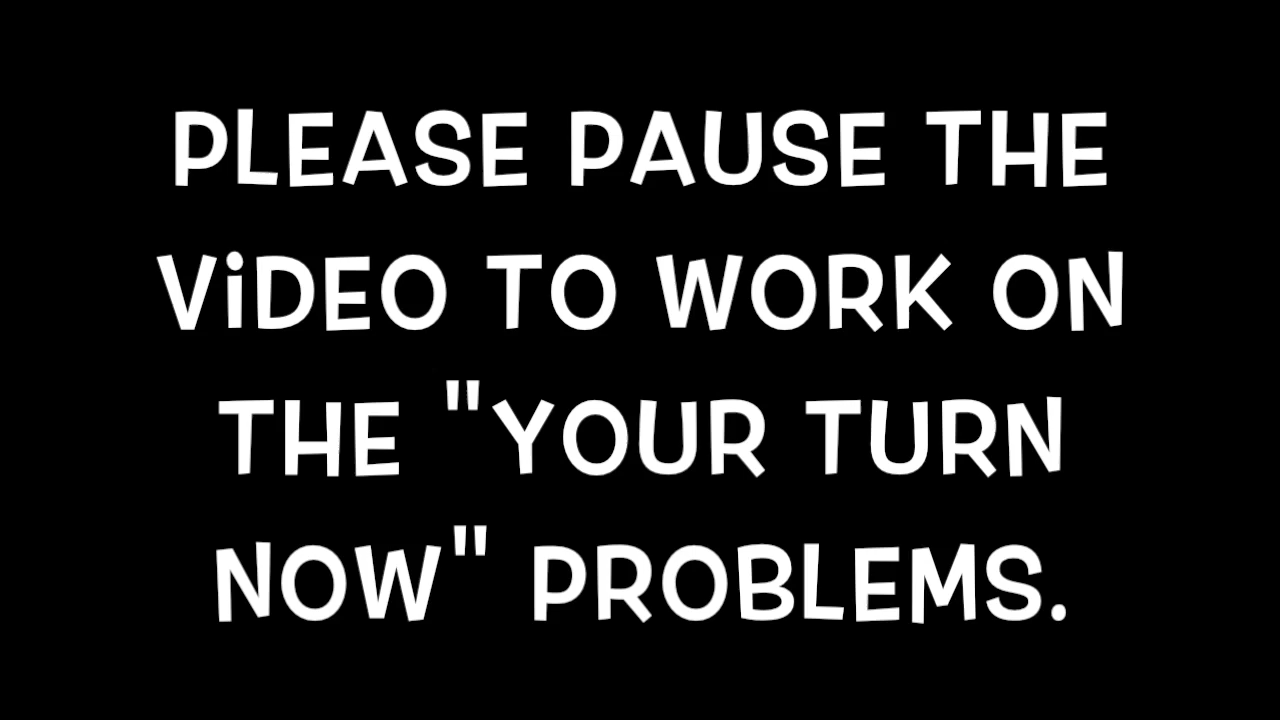 PLEASE PAUSE THE
ViDEO TO WORK ON
THE "YOUR TURN
NOW" PROBLEMS.